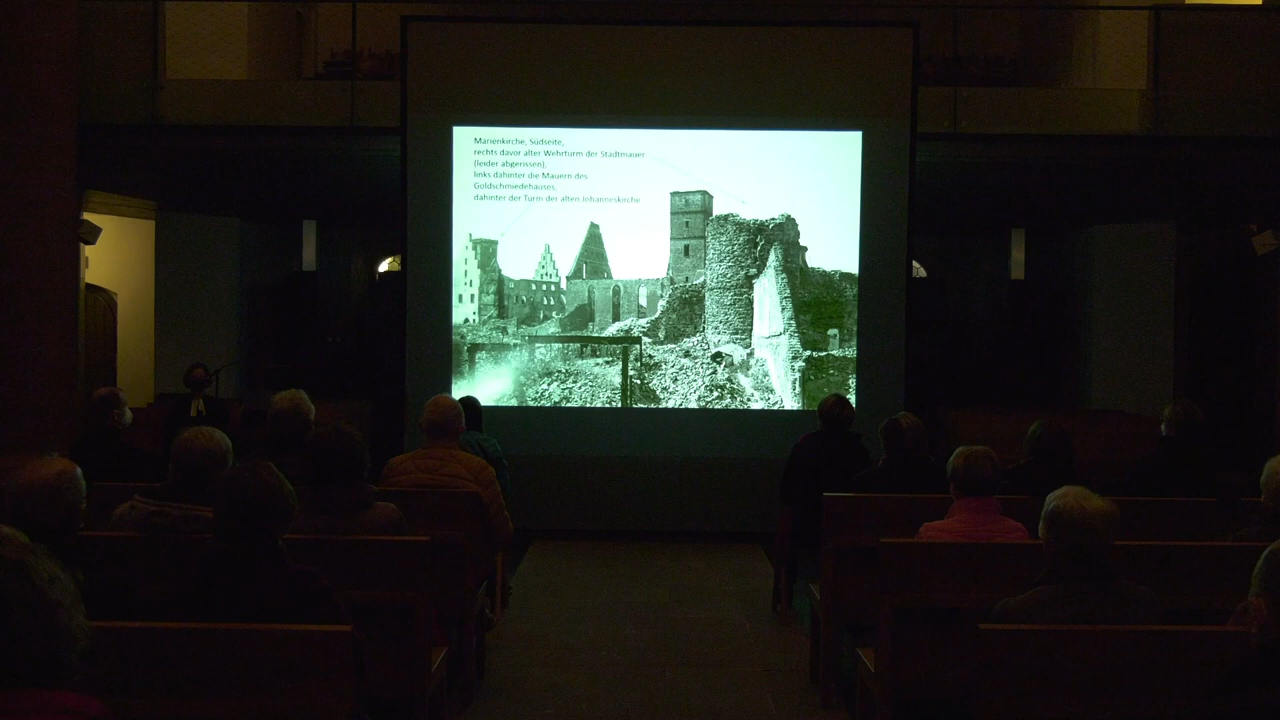 Marienkirche, Südseite,
rechts davor alter Wehrturm der Stadtmauer
(leider abgerissen),
links dahinter die Mauern des
Goldschmiedehauses,
dahinter der Turm der alten Johanneskirche